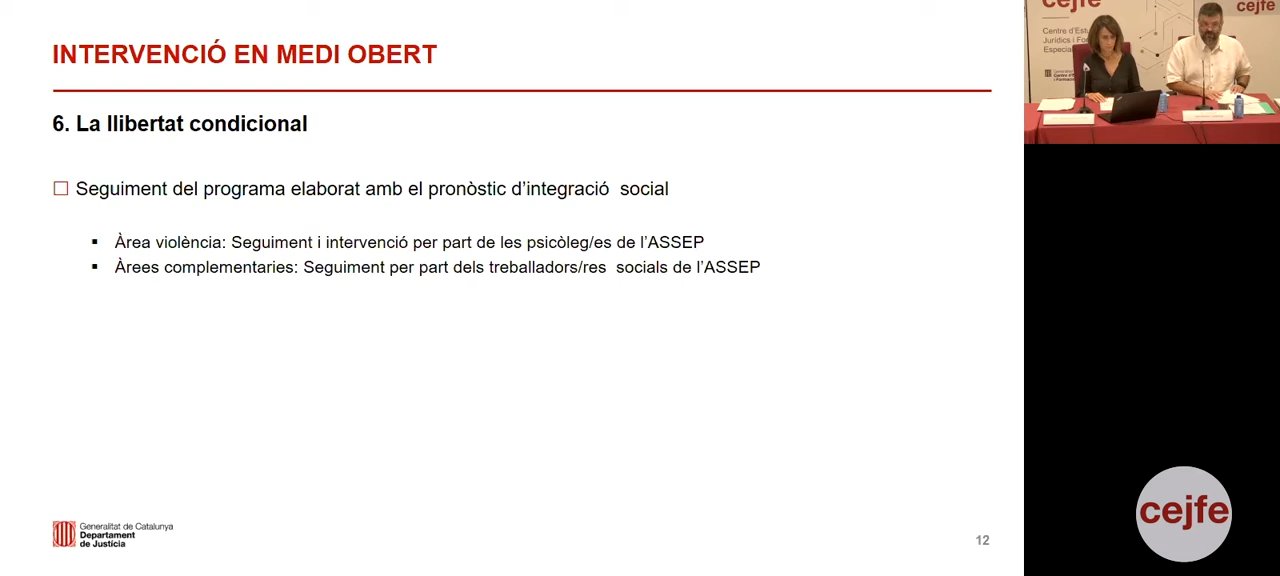 INTERVENCIÓ EN MEDI OBERT
6. La llibertat condicional
Seguiment del programa elaborat amb el pronòstic d’integració  social
Àrea violència: Seguiment i intervenció per part de les psicòleg/es de l’ASSEP
Àrees complementaries: Seguiment per part dels treballadors/res  socials de l’ASSEP
Generalitat de Catalunya
Departament
de Justícia
12
cejfe
cejfe
Centre d'Est
Jurídics i For
Especial
cejfe